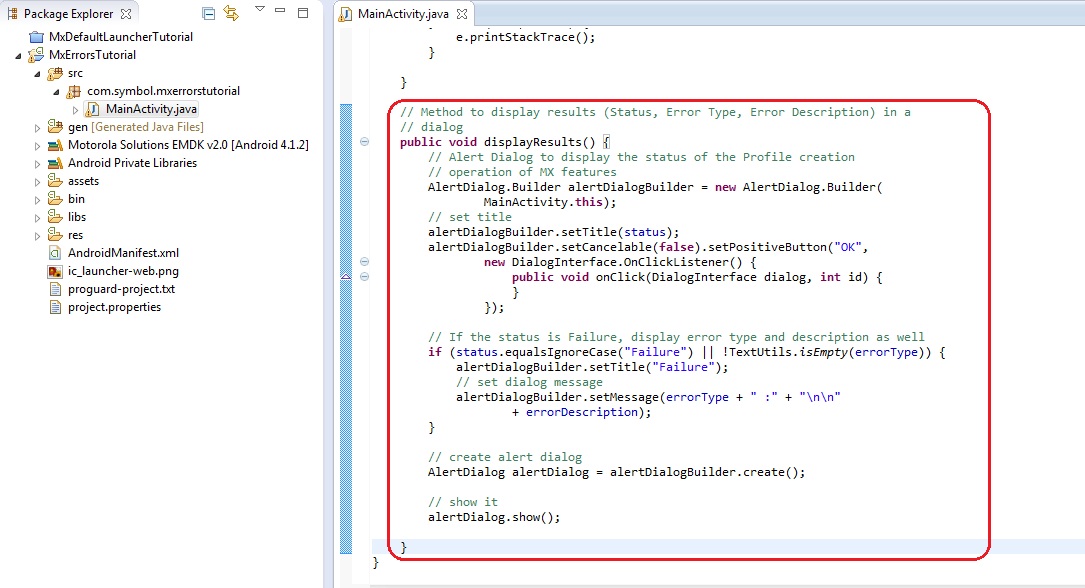 Package Explorer
MxDefaultLauncherTutorial
MxErrorsTutorial
src
com.symbol.mxerrorstutorial
MainActivity.java
gen [Generated Java Files]
Motorola Solutions EMDK v2.0 [Android 4.1.2]
Android Private Libraries
assets
bin
libs
res
AndroidManifest.xml
ic_launcher-web.png
proguard-project.txt
project.properties
MainActivity.java
e.printStackTrace();
}
}
// Method to display results (Status, Error Type, Error Description) in a
// dialog
public void displayResults() {
// Alert Dialog to display the status of the Profile creation
// operation of MX features
AlertDialog.Builder alertDialogBuilder = new AlertDialog.Builder(
MainActivity.this);
// set title
alertDialogBuilder.setTitle(status);
alertDialogBuilder.setCancelable(false).setPositiveButton("OK",
new DialogInterface.OnClickListener() {
public void onClick(DialogInterface dialog, int id) {
}
});
// If the status is Failure, display error type and description as well
if (status.equalsIgnoreCase("Failure") || !TextUtils.isEmpty(errorType)) {
alertDialogBuilder.setTitle("Failure");
// set dialog message
alertDialogBuilder.setMessage(errorType + " :" + "\n\n"
+ errorDescription);
}
// create alert dialog
AlertDialog alertDialog = alertDialogBuilder.create();
// show it
alertDialog.show();
}
}